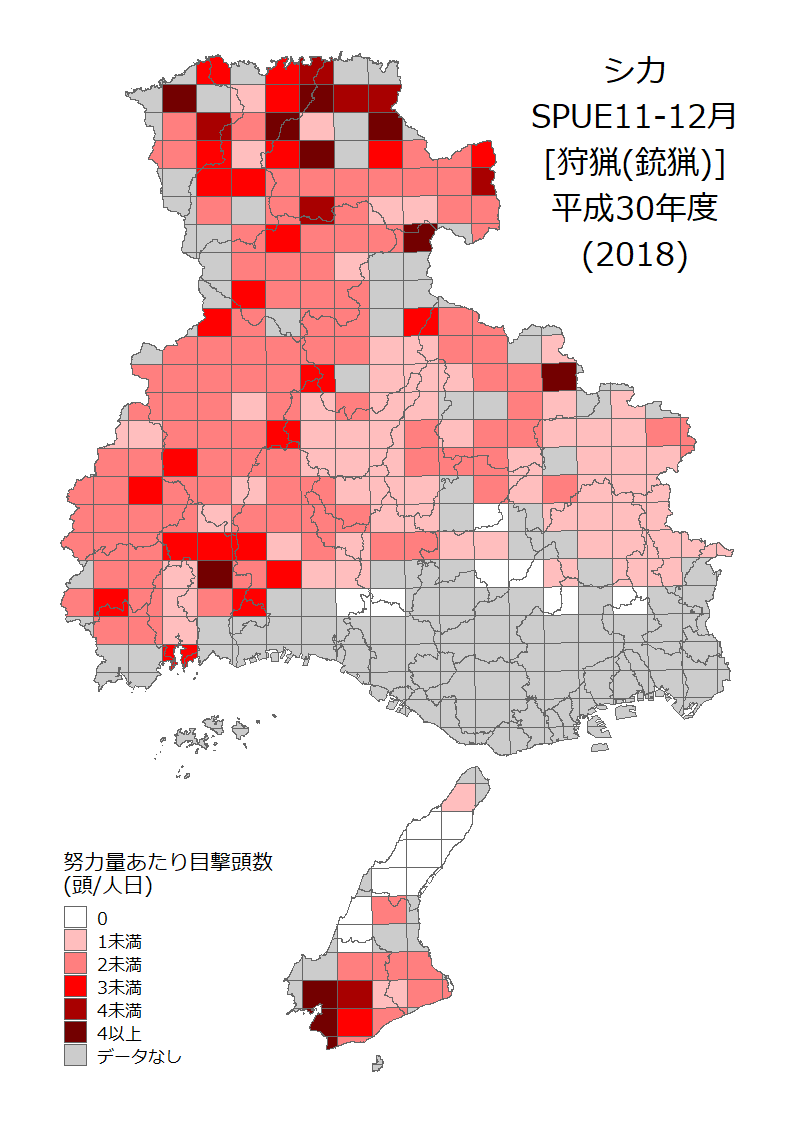 シカ
SPUE11-12月
[狩猟(銃猟)]
平成30年度
(2018)
努力量あたり目撃頭数
(頭/人日)
0
1未満
2未満
3未満
4未満
4以上
データなし